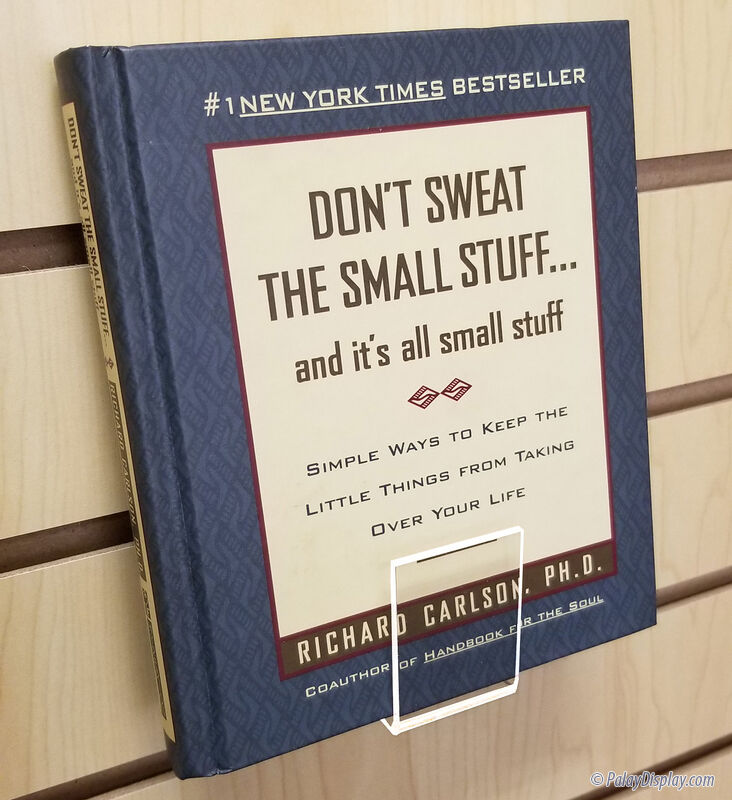 #1 NEW YORK TIMES BESTSELLER
DON'T SWEAT
THE SMALL STUFF...
and it's all small stuff
SIMPLE WAYS TO KEEP THE
LITTLE THINGS FROM TAKING
OVER YOUR LIFE
RICHARD CARLSON, PH.D.
COAUTHOR OF HANDBOOK FOR THE SOUL
DON'T SWEAT THE SMALL STUFF...
RICHARD CARLSON, PH.D.
© PalayDisplay.com